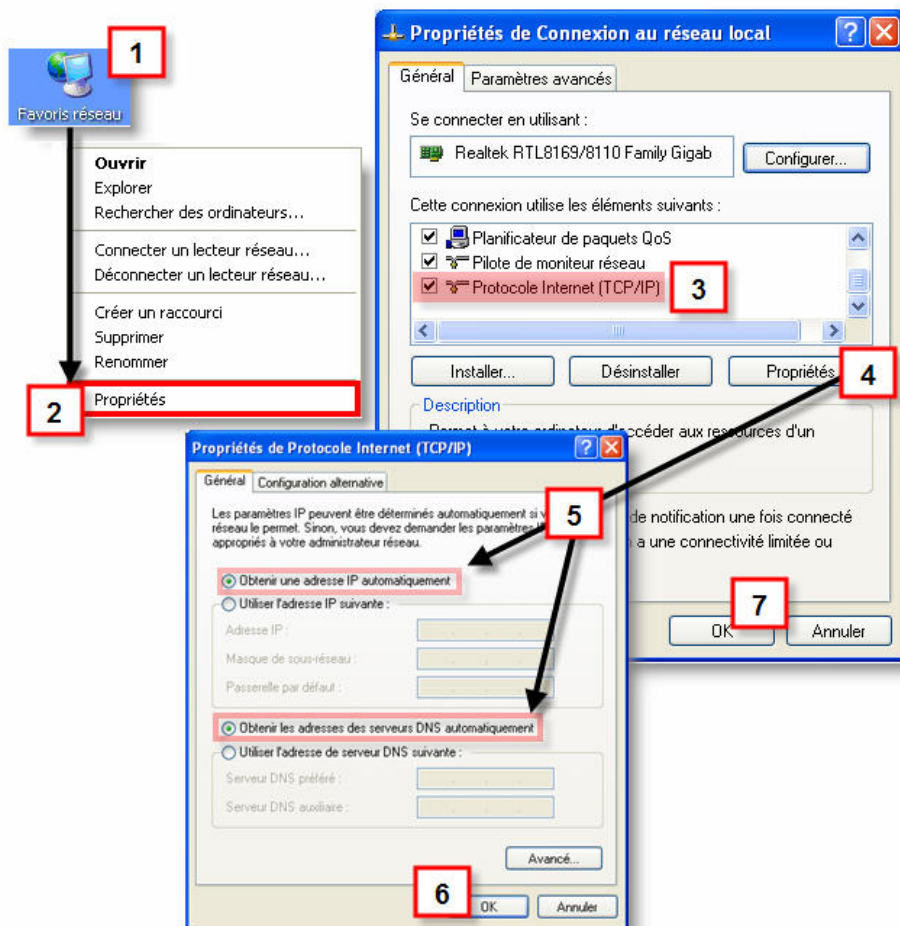 1
Favoris réseau
Ouvrir
Explorer
Rechercher des ordinateurs...
Connecter un lecteur réseau...
Déconnecter un lecteur réseau...
Créer un raccourci
Supprimer
Renommer
2
Propriétés
Propriétés de Connexion au réseau local
Général
Paramètres avancés
Se connecter en utilisant :
Realtek RTL8169/8110 Family Gigab
Configurer...
Cette connexion utilise les éléments suivants :
Planificateur de paquets QoS
Pilote de moniteur réseau
Protocole Internet (TCP/IP)
3
Installer...
Désinstaller
Propriétés
4
Description
Permet à votre ordinateur d'accéder aux ressources d'un
de notification une fois connecté
a une connectivité limitée ou
7
OK
Annuler
Propriétés de Protocole Internet (TCP/IP)
Général
Configuration alternative
Les paramètres IP peuvent être déterminés automatiquement si
réseau le permet. Sinon, vous devez demander les paramètres
appropriés à votre administrateur réseau.
5
Obtenir une adresse IP automatiquement
Utiliser l'adresse IP suivante :
Adresse IP :
Masque de sous-réseau :
Passerelle par défaut :
Obtenir les adresses des serveurs DNS automatiquement
Utiliser l'adresse de serveur DNS suivante :
Serveur DNS préféré :
Serveur DNS auxiliaire :
Avancé...
6
OK
Annuler